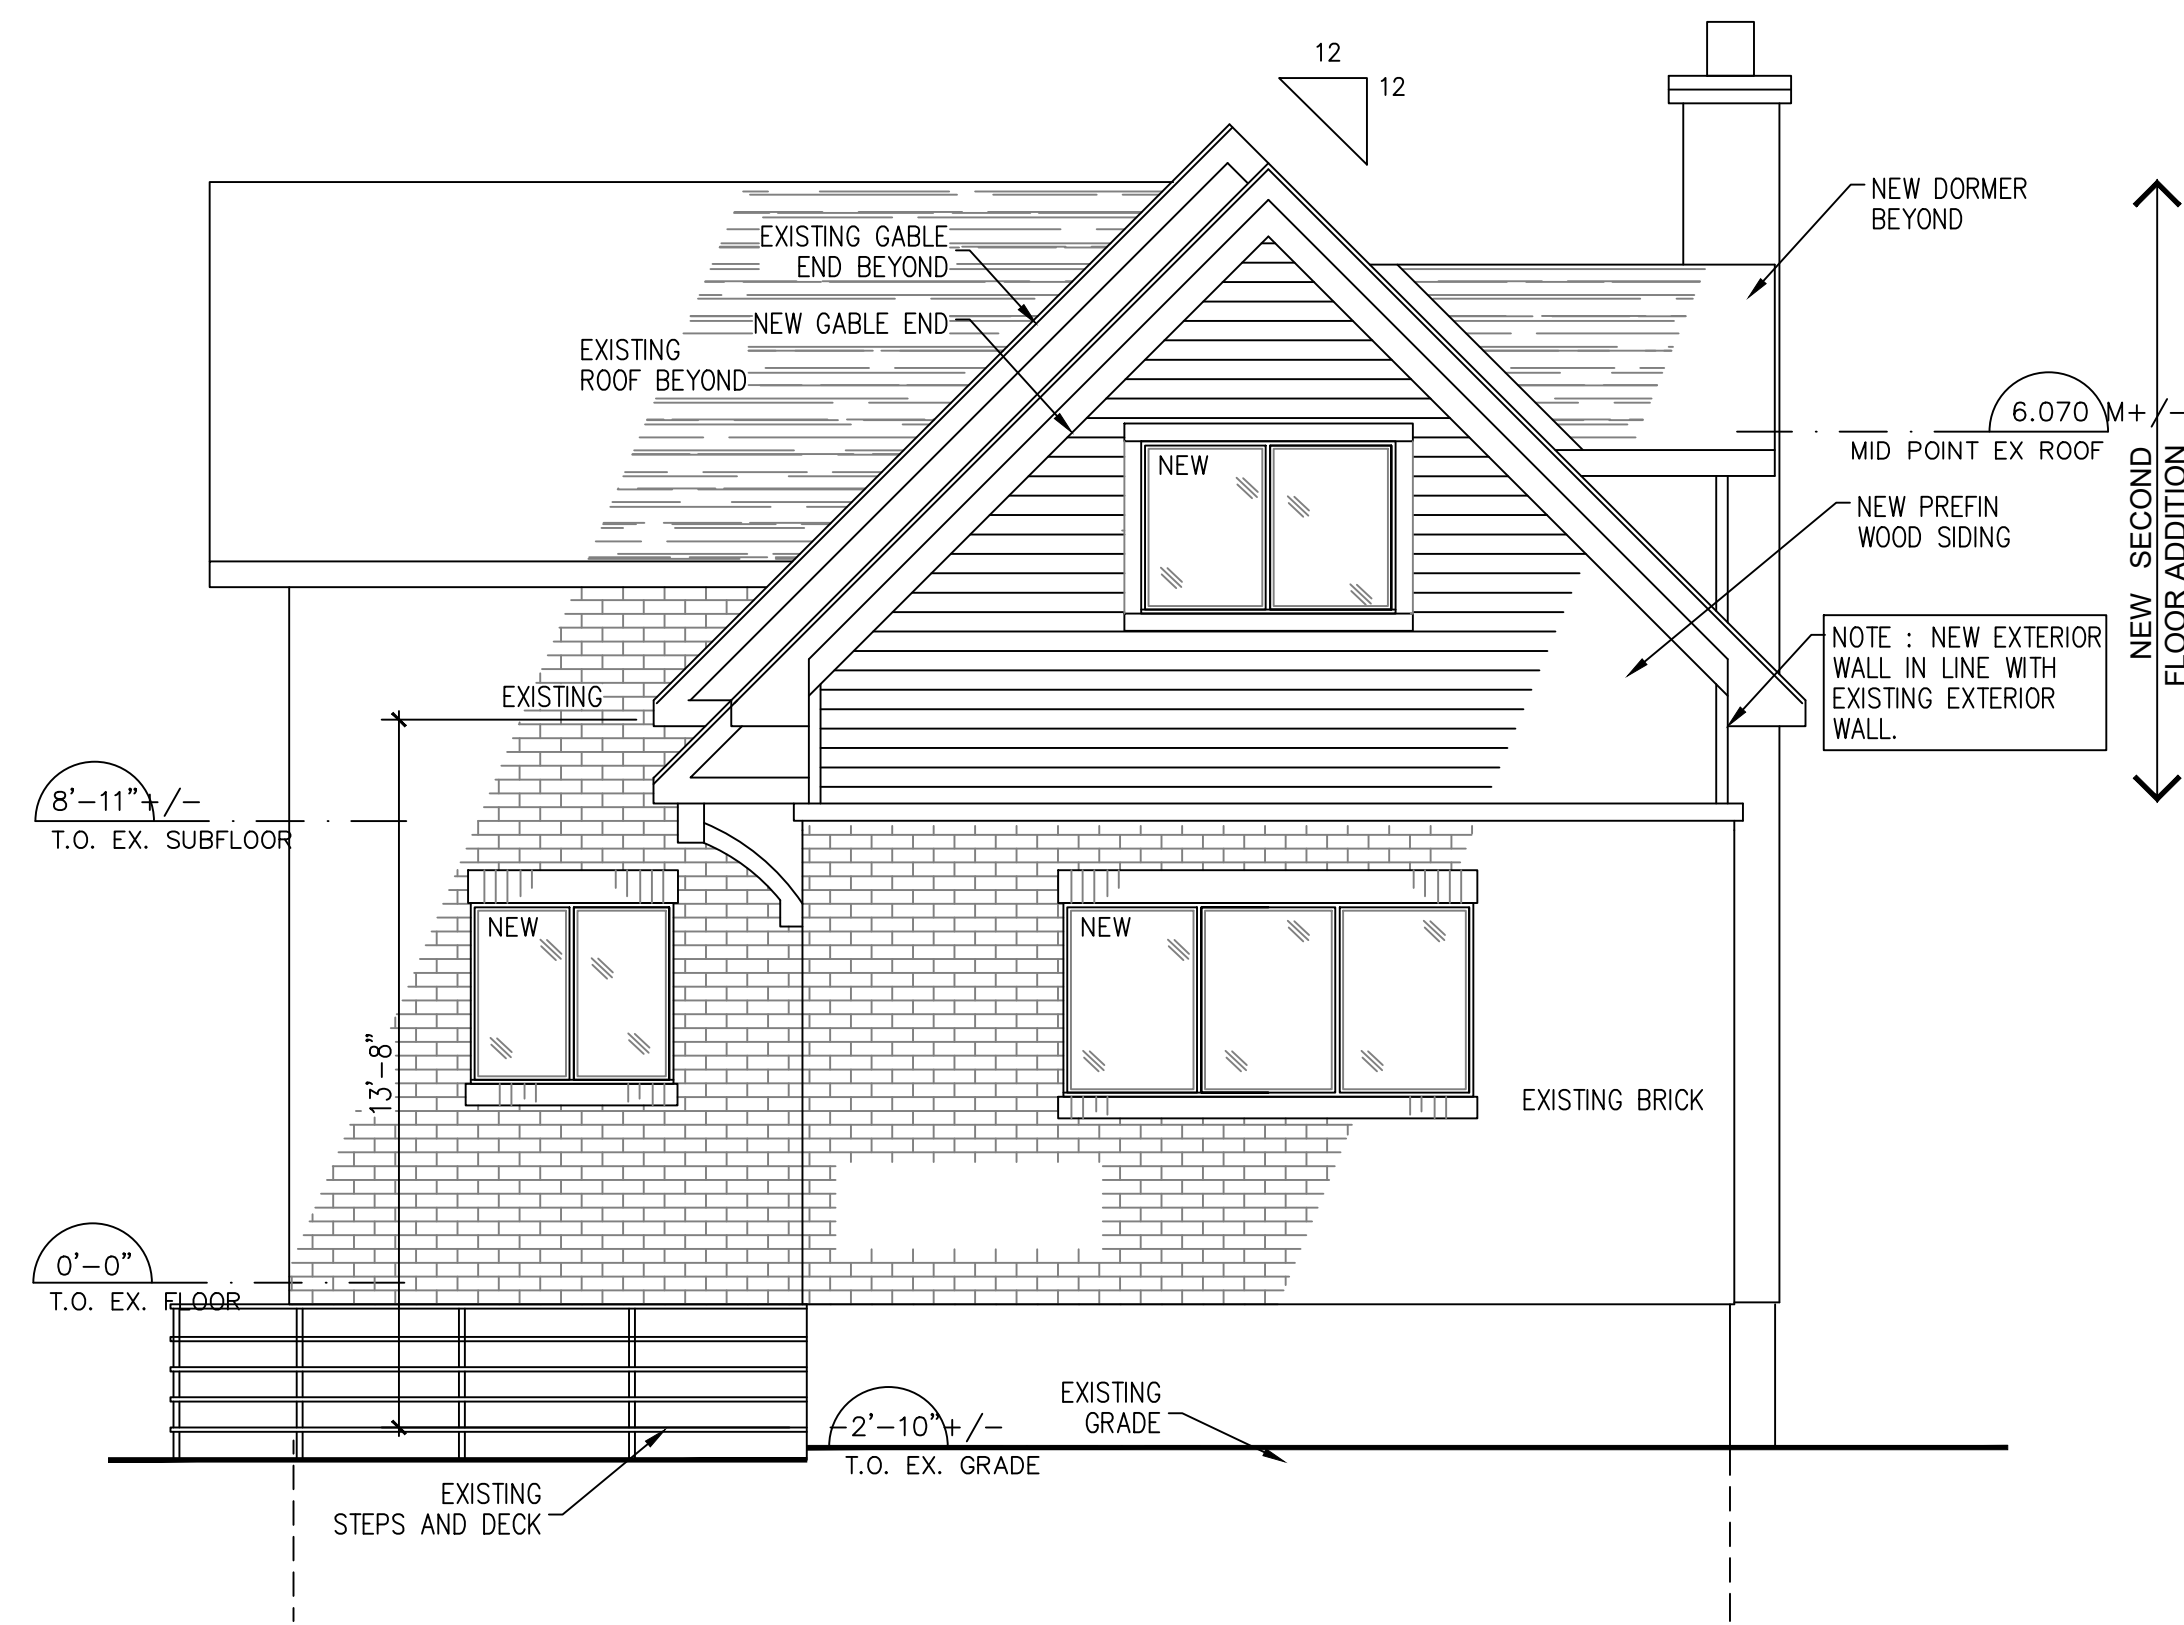 12
12
NEW DORMER
BEYOND
EXISTING GABLE
END BEYOND
NEW GABLE END
EXISTING
ROOF BEYOND
6.070 M+/-
MID POINT EX ROOF
NEW SECOND
FLOOR ADDITION
NEW
NEW PREFIN
WOOD SIDING
NOTE : NEW EXTERIOR
WALL IN LINE WITH
EXISTING EXTERIOR
WALL.
EXISTING
8'-11"+/-
T.O. EX. SUBFLOOR
NEW
NEW
13'-8"
EXISTING BRICK
0'-0"
T.O. EX. FLOOR
EXISTING
GRADE
-2'-10"+/-
T.O. EX. GRADE
EXISTING
STEPS AND DECK